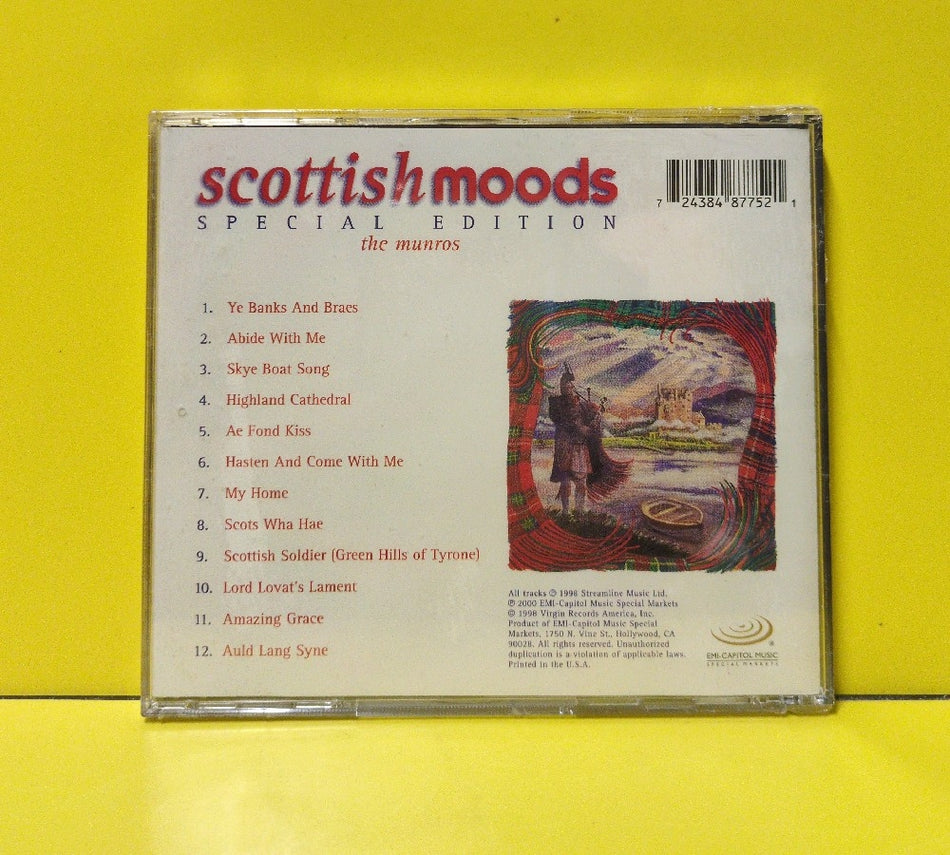 scottish moods
SPECIAL EDITION
the munros
7 24384 87752 1
1. Ye Banks And Braes
2. Abide With Me
3. Skye Boat Song
4. Highland Cathedral
5. Ae Fond Kiss
6. Hasten And Come With Me
7. My Home
8. Scots Wha Hae
9. Scottish Soldier (Green Hills of Tyrone)
10. Lord Lovat's Lament
11. Amazing Grace
12. Auld Lang Syne
All tracks ℗ 1998 Streamline Music Ltd.
℗ 2000 EMI-Capitol Music Special Markets
© 1998 Virgin Records America, Inc.
Product of EMI-Capitol Music Special
Markets, 1750 N. Vine St., Hollywood, CA
90028. All rights reserved. Unauthorized
duplication is a violation of applicable laws.
Printed in the U.S.A.
®
EMI-CAPITOL MUSIC
SPECIAL MARKETS